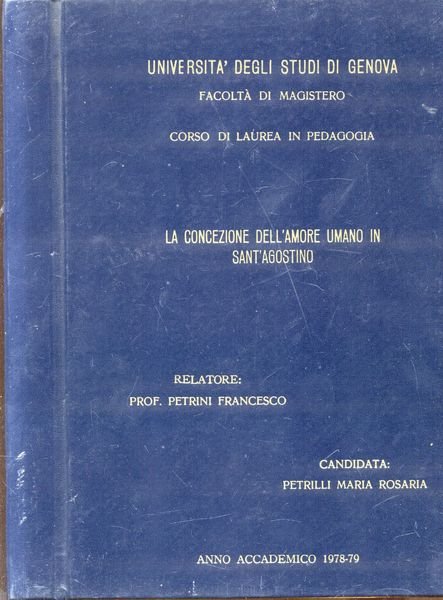 UNIVERSITA' DEGLI STUDI DI GENOVA
FACOLTÀ DI MAGISTERO
CORSO DI LAUREA IN PEDAGOGIA
LA CONCEZIONE DELL'AMORE UMANO IN
SANT'AGOSTINO
RELATORE:
PROF. PETRINI FRANCESCO
CANDIDATA:
PETRILLI MARIA ROSARIA
ANNO ACCADEMICO 1978-79